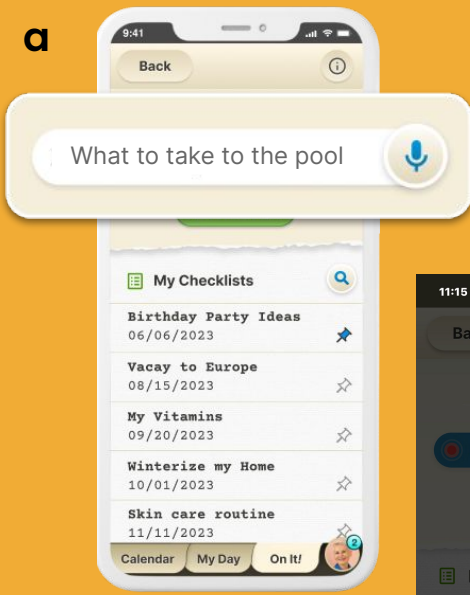 a
9:41
Back
What to take to the pool
My Checklists
Birthday Party Ideas
06/06/2023
Vacay to Europe
08/15/2023
My Vitamins
09/20/2023
Winterize my Home
10/01/2023
Skin care routine
11/11/2023
Calendar
My Day
On It!
2
11:15